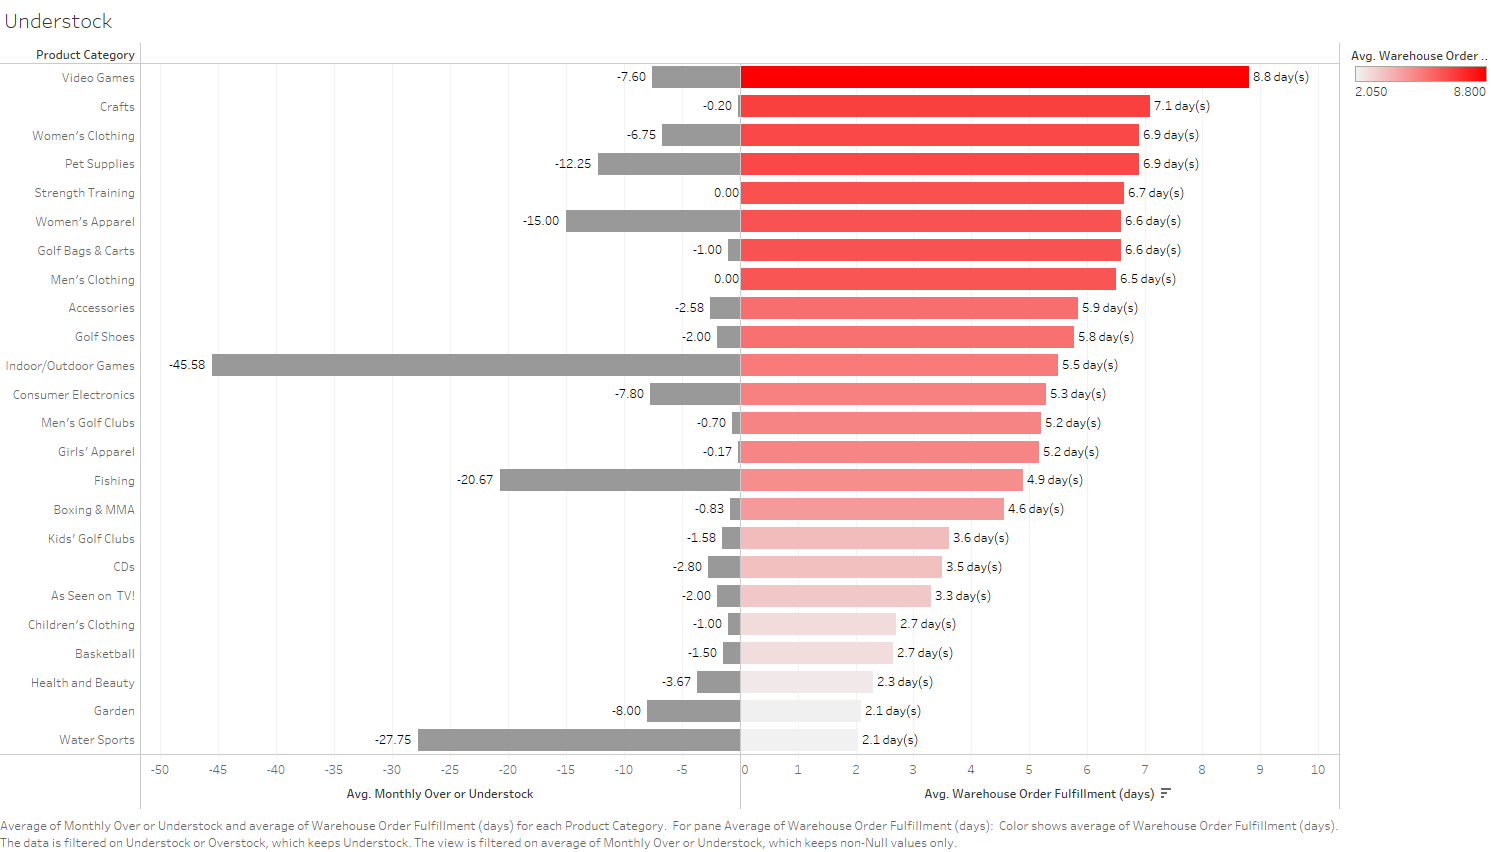 Understock
Product Category
Avg. Warehouse Order ..
2.050 8.800
Video Games -7.60 8.8 day(s)
Crafts -0.20 7.1 day(s)
Women's Clothing -6.75 6.9 day(s)
Pet Supplies -12.25 6.9 day(s)
Strength Training 0.00 6.7 day(s)
Women's Apparel -15.00 6.6 day(s)
Golf Bags & Carts -1.00 6.6 day(s)
Men's Clothing 0.00 6.5 day(s)
Accessories -2.58 5.9 day(s)
Golf Shoes -2.00 5.8 day(s)
Indoor/Outdoor Games -45.58 5.5 day(s)
Consumer Electronics -7.80 5.3 day(s)
Men's Golf Clubs -0.70 5.2 day(s)
Girls' Apparel -0.17 5.2 day(s)
Fishing -20.67 4.9 day(s)
Boxing & MMA -0.83 4.6 day(s)
Kids' Golf Clubs -1.58 3.6 day(s)
CDs -2.80 3.5 day(s)
As Seen on  TV! -2.00 3.3 day(s)
Children's Clothing -1.00 2.7 day(s)
Basketball -1.50 2.7 day(s)
Health and Beauty -3.67 2.3 day(s)
Garden -8.00 2.1 day(s)
Water Sports -27.75 2.1 day(s)
-50 -45 -40 -35 -30 -25 -20 -15 -10 -5 0 1 2 3 4 5 6 7 8 9 10
Avg. Monthly Over or Understock Avg. Warehouse Order Fulfillment (days)
Average of Monthly Over or Understock and average of Warehouse Order Fulfillment (days) for each Product Category.  For pane Average of Warehouse Order Fulfillment (days):  Color shows average of Warehouse Order Fulfillment (days).
The data is filtered on Understock or Overstock, which keeps Understock. The view is filtered on average of Monthly Over or Understock, which keeps non-Null values only.